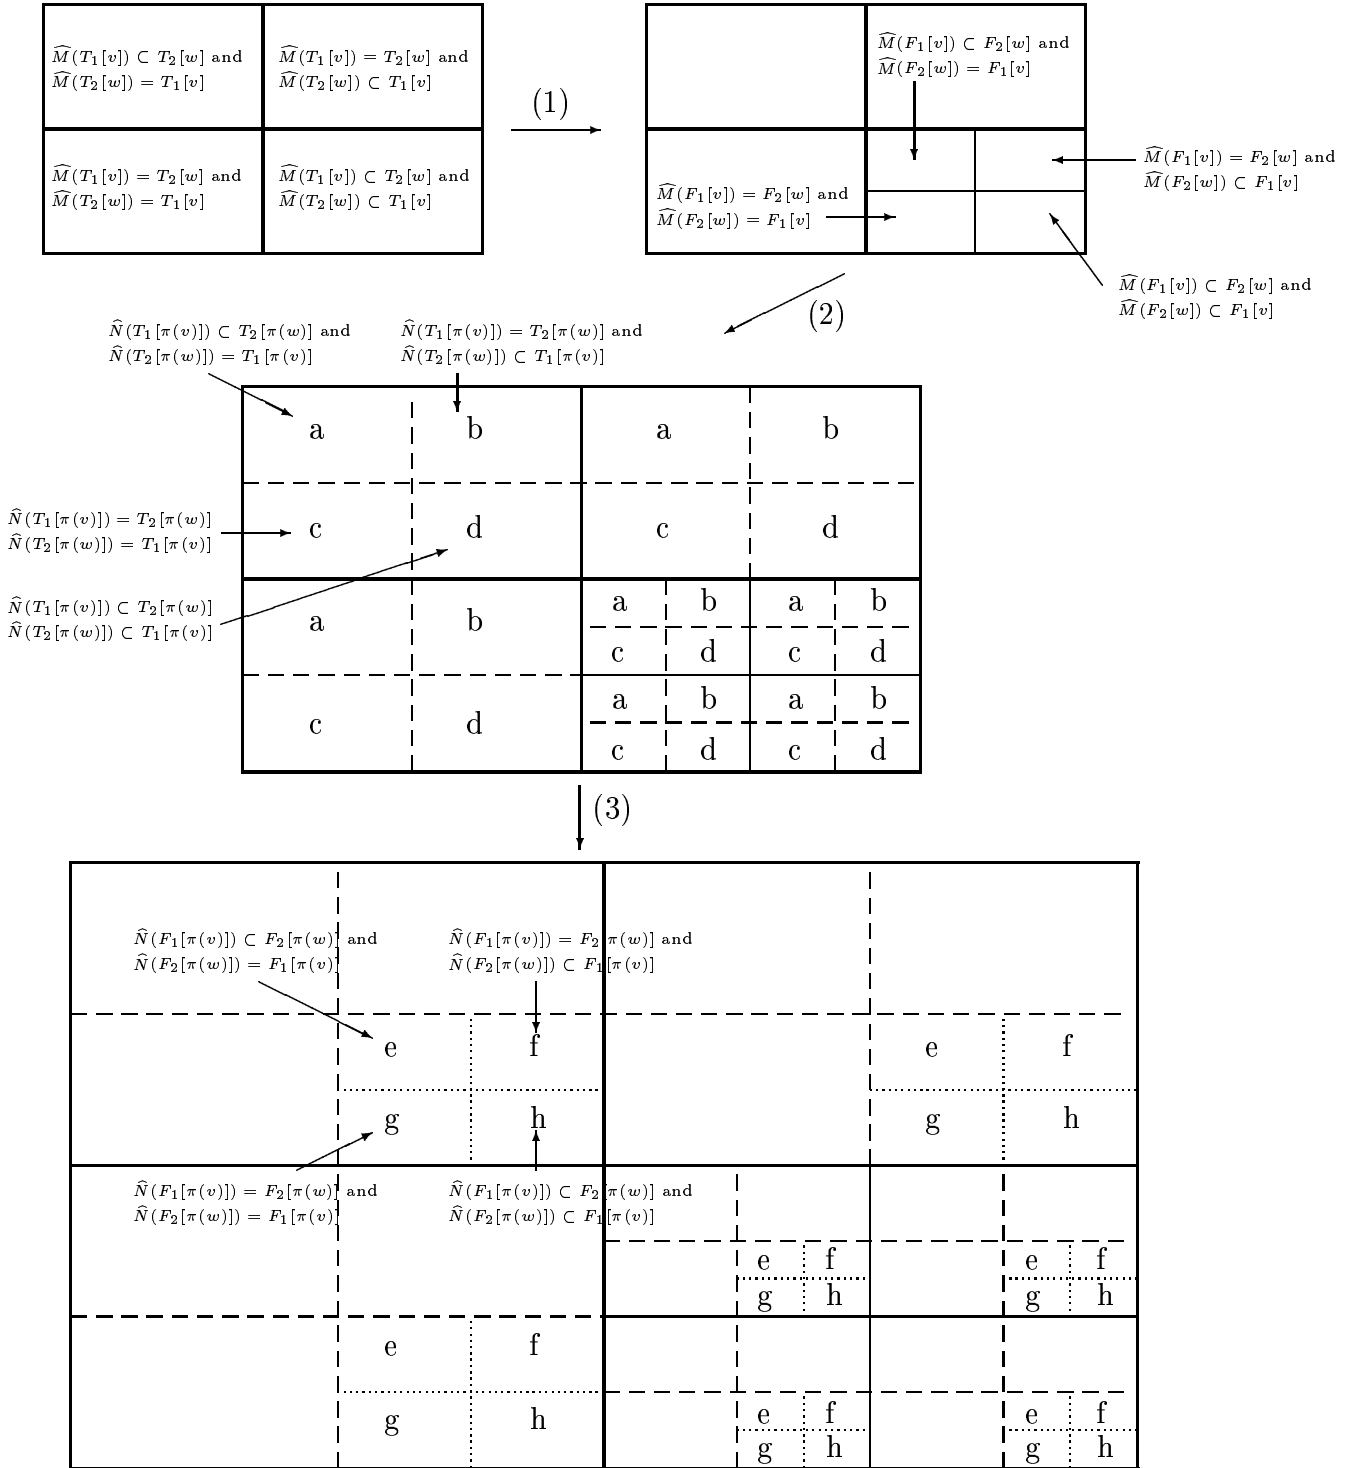 M̂(T₁[v]) ⊂ T₂[w] and
M̂(T₂[w]) = T₁[v]
M̂(T₁[v]) = T₂[w] and
M̂(T₂[w]) ⊂ T₁[v]
M̂(T₁[v]) = T₂[w] and
M̂(T₂[w]) = T₁[v]
M̂(T₁[v]) ⊂ T₂[w] and
M̂(T₂[w]) ⊂ T₁[v]
(1)
M̂(F₁[v]) ⊂ F₂[w] and
M̂(F₂[w]) = F₁[v]
M̂(F₁[v]) = F₂[w] and
M̂(F₂[w]) ⊂ F₁[v]
M̂(F₁[v]) = F₂[w] and
M̂(F₂[w]) = F₁[v]
M̂(F₁[v]) ⊂ F₂[w] and
M̂(F₂[w]) ⊂ F₁[v]
(2)
N̂(T₁[π(v)]) ⊂ T₂[π(w)] and
N̂(T₂[π(w)]) = T₁[π(v)]
N̂(T₁[π(v)]) = T₂[π(w)] and
N̂(T₂[π(w)]) ⊂ T₁[π(v)]
a b a b
N̂(T₁[π(v)]) = T₂[π(w)]
N̂(T₂[π(w)]) = T₁[π(v)]
c d c d
N̂(T₁[π(v)]) ⊂ T₂[π(w)]
N̂(T₂[π(w)]) ⊂ T₁[π(v)]
a b a b a b
c d c d
a b a b
c d c d c d
(3)
N̂(F₁[π(v)]) ⊂ F₂[π(w)] and
N̂(F₂[π(w)]) = F₁[π(v)]
N̂(F₁[π(v)]) = F₂[π(w)] and
N̂(F₂[π(w)]) ⊂ F₁[π(v)]
e f e f
g h g h
N̂(F₁[π(v)]) = F₂[π(w)] and
N̂(F₂[π(w)]) = F₁[π(v)]
N̂(F₁[π(v)]) ⊂ F₂[π(w)] and
N̂(F₂[π(w)]) ⊂ F₁[π(v)]
e f e f
g h g h
e f
g h
e f e f
g h g h